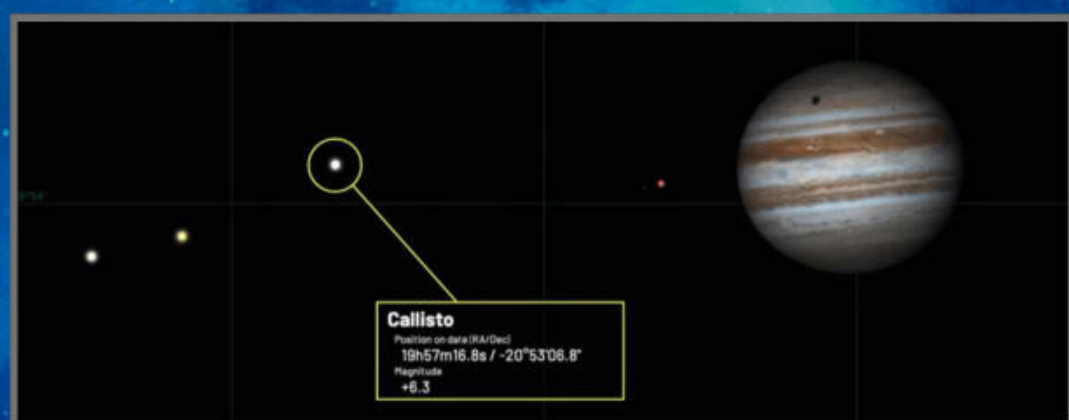 Callisto
Position on date (RA/Dec)
19h57m16.8s / -20°53'06.8"
Magnitude
+6.3